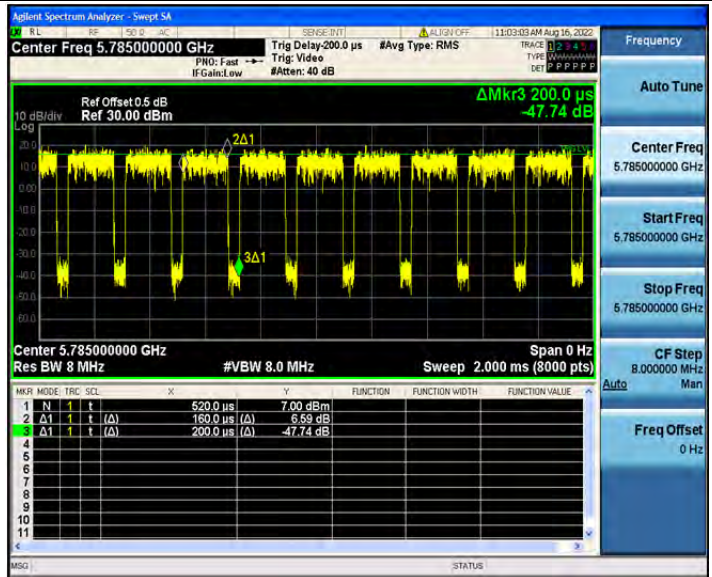 Agilent Spectrum Analyzer - Swept SA
RL RF 50 Ω AC SENSE:INT ALIGN OFF 11:03:03 AM Aug 16, 2022
Center Freq 5.785000000 GHz
PNO: Fast
IFGain:Low
Trig Delay-200.0 µs
Trig: Video
#Atten: 40 dB
#Avg Type: RMS
TRACE 1 2 3 4 5 6
TYPE
DET P P P P P P
ΔMkr3 200.0 µs
-47.74 dB
Ref Offset 0.5 dB
10 dB/div Ref 30.00 dBm
Log
20.0
10.0
0.00
-10.0
-20.0
-30.0
-40.0
-50.0
-60.0
2Δ1
3Δ1
Center 5.785000000 GHz Span 0 Hz
Res BW 8 MHz #VBW 8.0 MHz Sweep 2.000 ms (8000 pts)
MKR MODE TRC SCL X Y FUNCTION FUNCTION WIDTH FUNCTION VALUE
1 N 1 t 520.0 µs 7.00 dBm
2 Δ1 1 t (Δ) 160.0 µs (Δ) 6.59 dB
3 Δ1 1 t (Δ) 200.0 µs (Δ) -47.74 dB
4
5
6
7
8
9
10
11
MSG STATUS
Frequency
Auto Tune
Center Freq
5.785000000 GHz
Start Freq
5.785000000 GHz
Stop Freq
5.785000000 GHz
CF Step
8.000000 MHz
Auto Man
Freq Offset
0 Hz